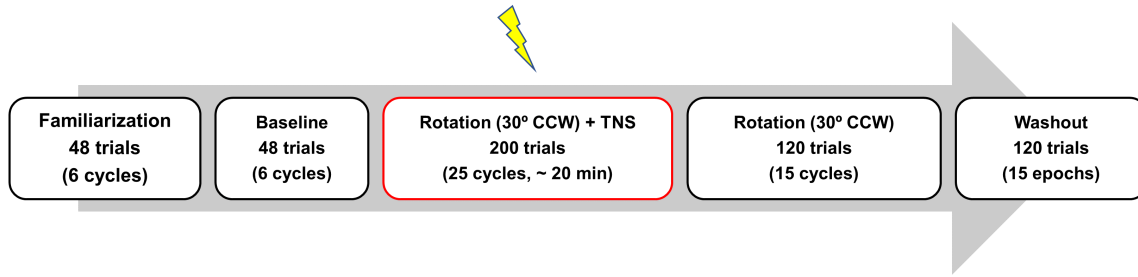 Familiarization
48 trials
(6 cycles)
Baseline
48 trials
(6 cycles)
Rotation (30º CCW) + TNS
200 trials
(25 cycles, ~ 20 min)
Rotation (30º CCW)
120 trials
(15 cycles)
Washout
120 trials
(15 epochs)